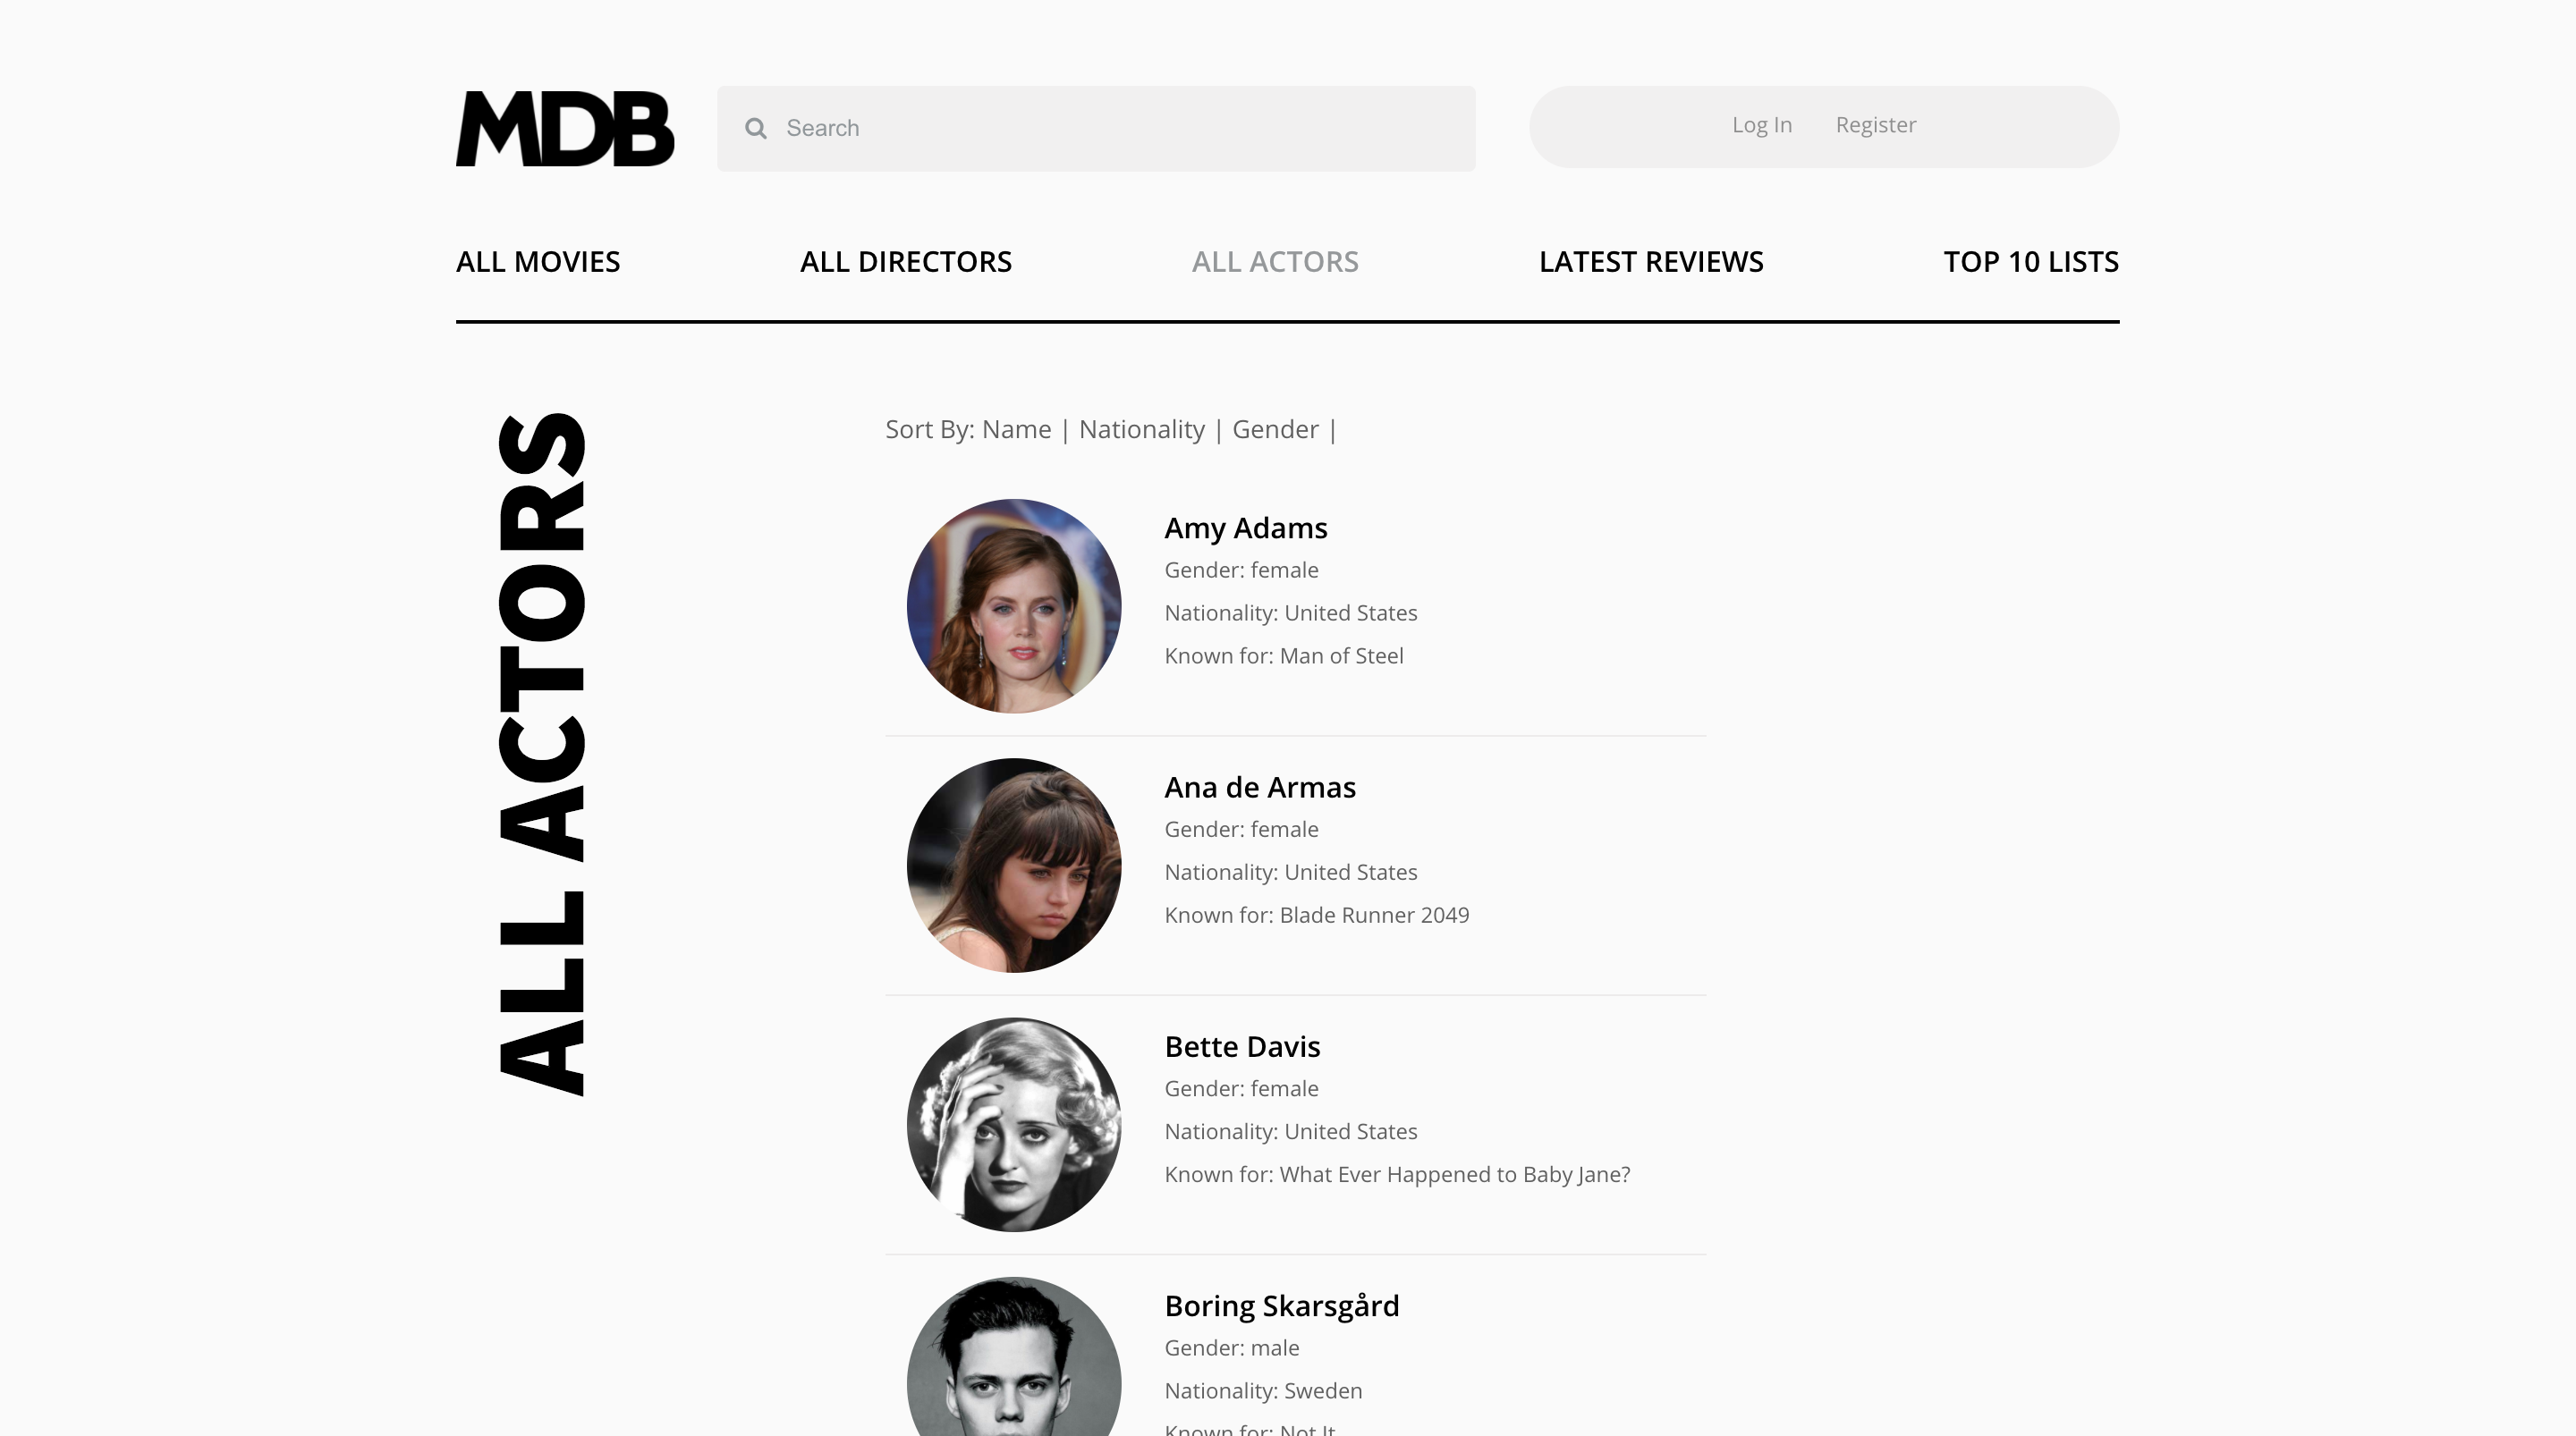 MDB
Search
Log In
Register
ALL MOVIES
ALL DIRECTORS
ALL ACTORS
LATEST REVIEWS
TOP 10 LISTS
ALL ACTORS
Sort By: Name | Nationality | Gender |
Amy Adams
Gender: female
Nationality: United States
Known for: Man of Steel
Ana de Armas
Gender: female
Nationality: United States
Known for: Blade Runner 2049
Bette Davis
Gender: female
Nationality: United States
Known for: What Ever Happened to Baby Jane?
Boring Skarsgård
Gender: male
Nationality: Sweden
Known for: Not It